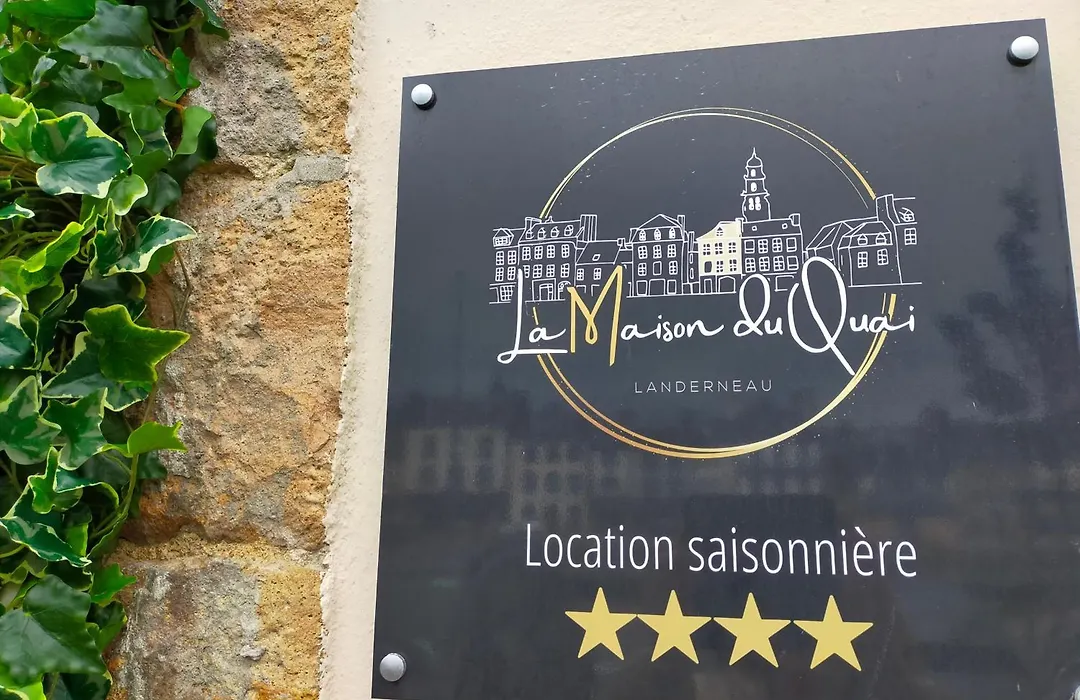 La Maison du Quai
LANDERNEAU
Location saisonnière